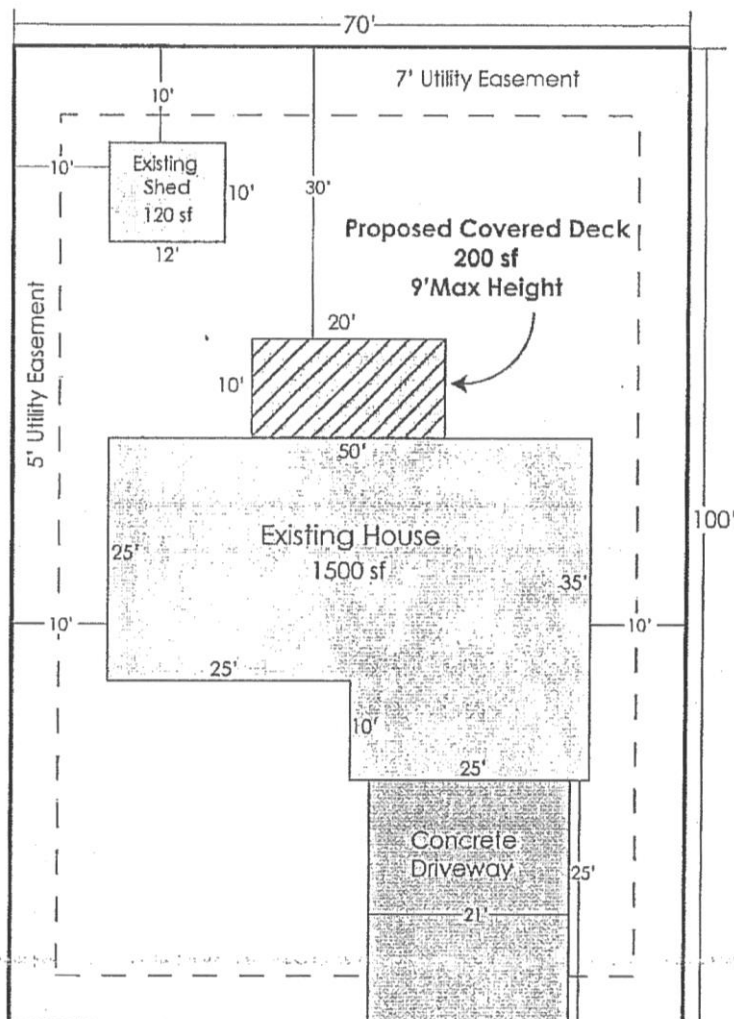 70'
7' Utility Easement
10'
10'
Existing
Shed
120 sf
10'
12'
30'
Proposed Covered Deck
200 sf
9'Max Height
20'
10'
5' Utility Easement
50'
Existing House
1500 sf
25'
35'
100'
10'
10'
25'
10'
25'
Concrete
Driveway
25'
21'